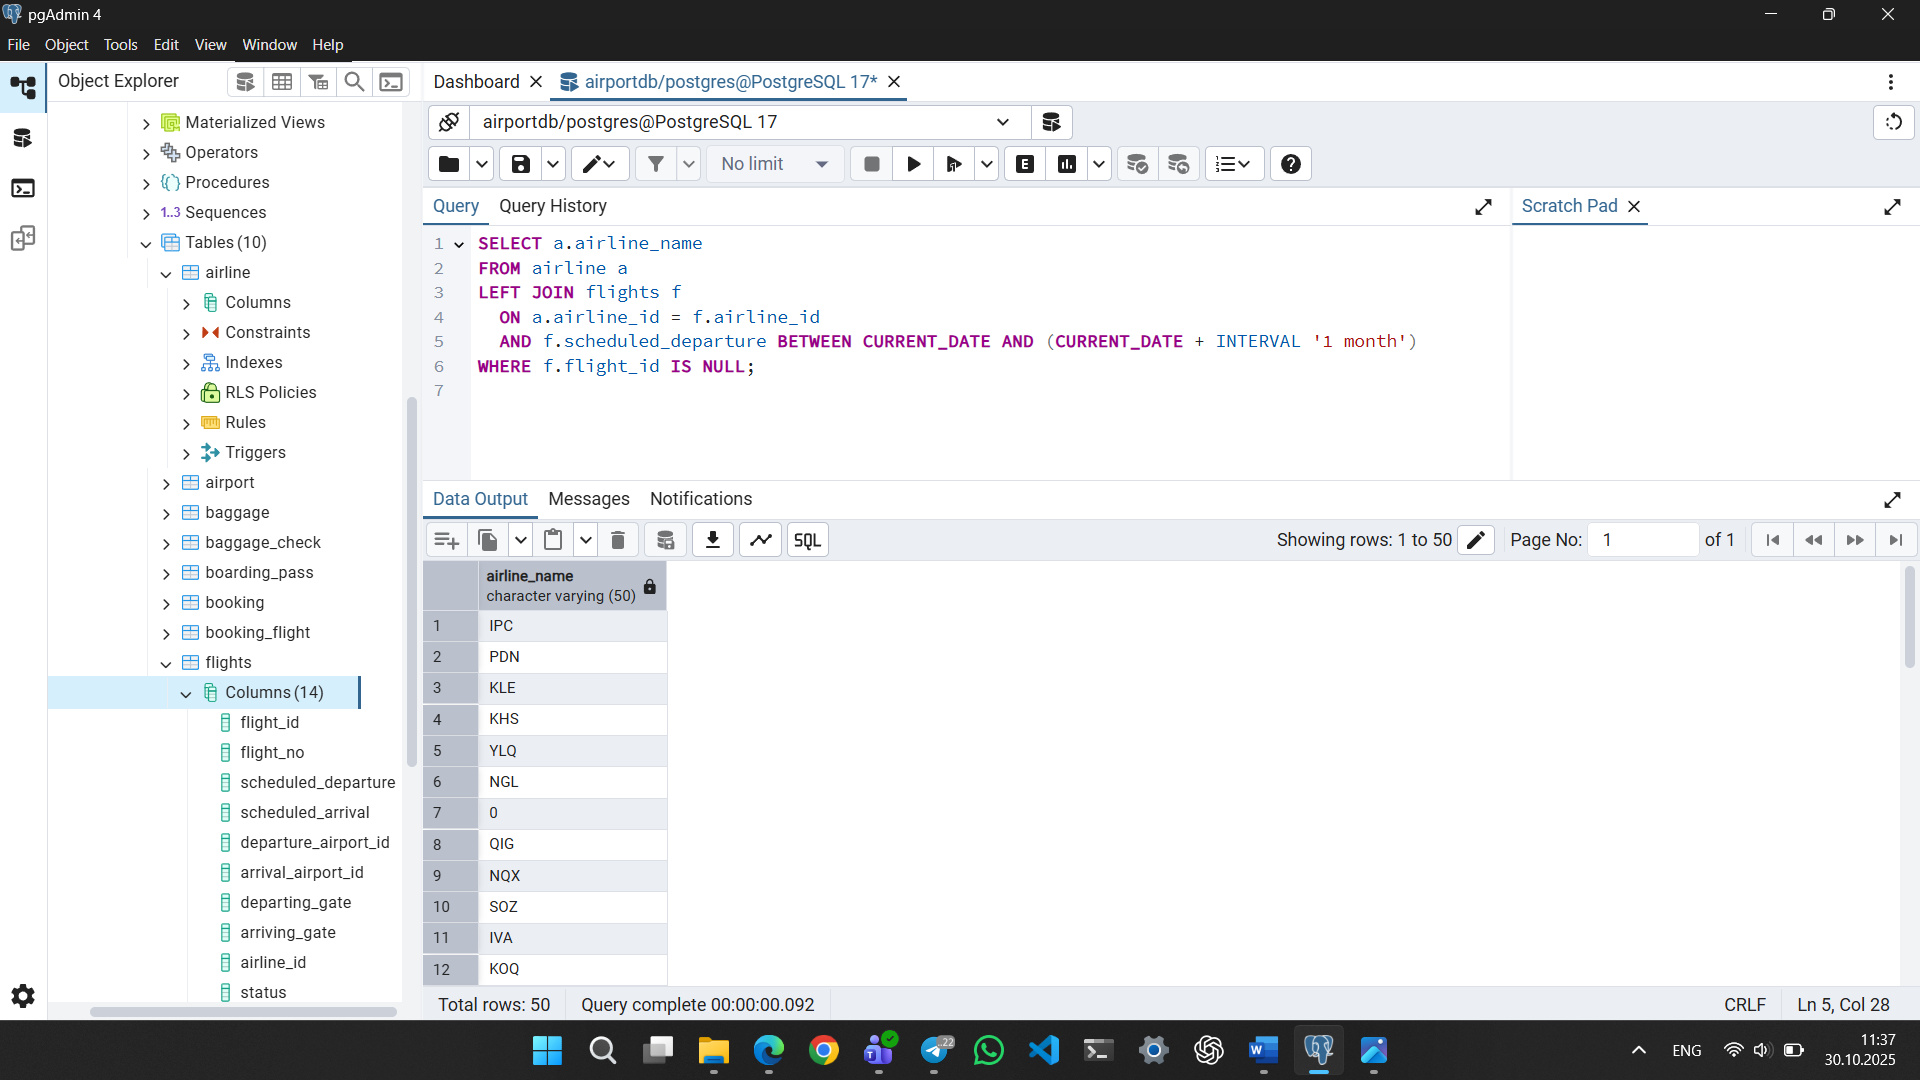 pgAdmin 4
File Object Tools Edit View Window Help
Object Explorer
Dashboard
airportdb/postgres@PostgreSQL 17*
airportdb/postgres@PostgreSQL 17
No limit
E
Query
Query History
Scratch Pad
Materialized Views
Operators
Procedures
1..3 Sequences
Tables (10)
airline
Columns
Constraints
Indexes
RLS Policies
Rules
Triggers
airport
baggage
baggage_check
boarding_pass
booking
booking_flight
flights
Columns (14)
flight_id
flight_no
scheduled_departure
scheduled_arrival
departure_airport_id
arrival_airport_id
departing_gate
arriving_gate
airline_id
status
1 SELECT a.airline_name
2 FROM airline a
3 LEFT JOIN flights f
4 ON a.airline_id = f.airline_id
5 AND f.scheduled_departure BETWEEN CURRENT_DATE AND (CURRENT_DATE + INTERVAL '1 month')
6 WHERE f.flight_id IS NULL;
7
Data Output
Messages
Notifications
SQL
Showing rows: 1 to 50
Page No: 1 of 1
airline_name
character varying (50)
1 IPC
2 PDN
3 KLE
4 KHS
5 YLQ
6 NGL
7 0
8 QIG
9 NQX
10 SOZ
11 IVA
12 KOQ
Total rows: 50
Query complete 00:00:00.092
CRLF
Ln 5, Col 28
..22
ENG
11:37
30.10.2025